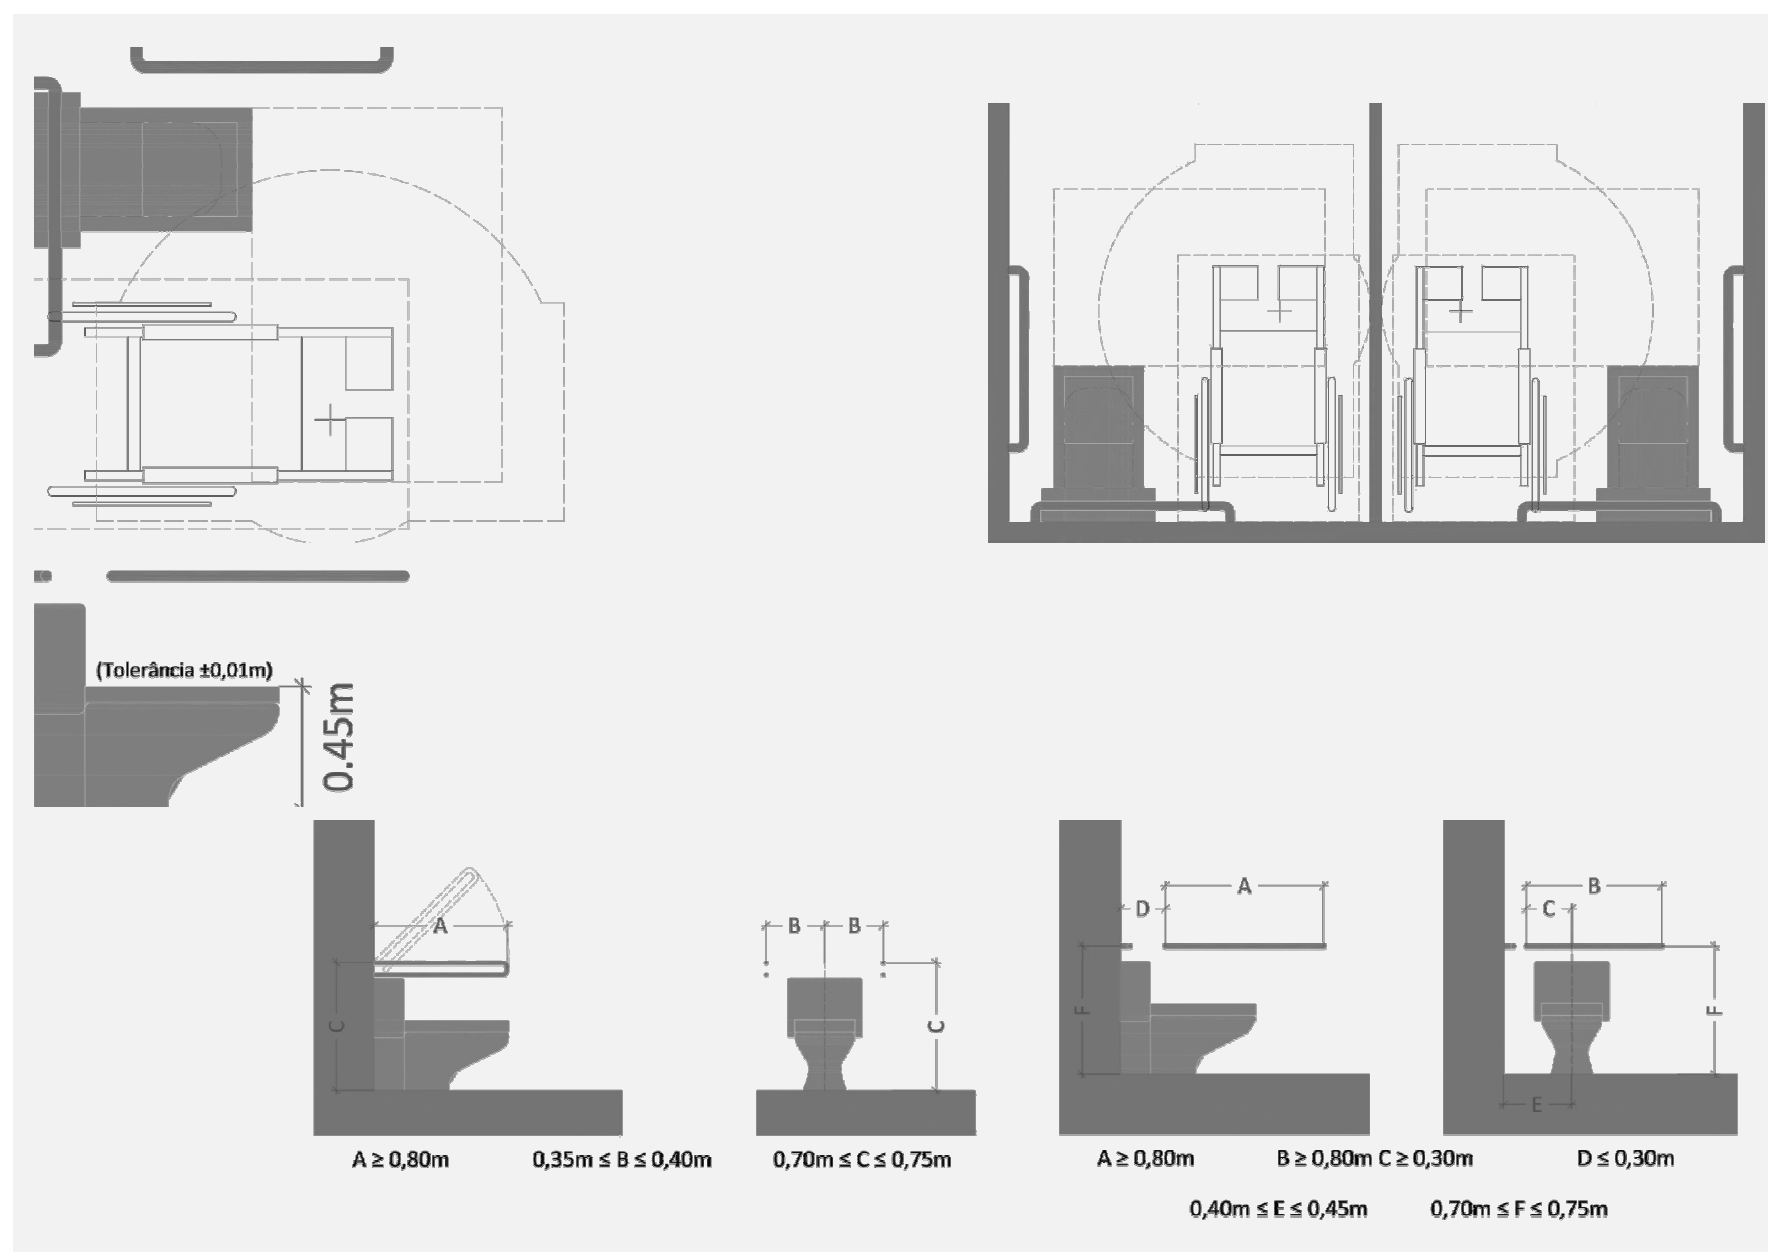 (Tolerância ±0,01m)
0.45m
A
B
B
A
B
D
C
C
C
F
F
E
A ≥ 0,80m
0,35m ≤ B ≤ 0,40m
0,70m ≤ C ≤ 0,75m
A ≥ 0,80m
B ≥ 0,80m C ≥ 0,30m
D ≤ 0,30m
0,40m ≤ E ≤ 0,45m
0,70m ≤ F ≤ 0,75m